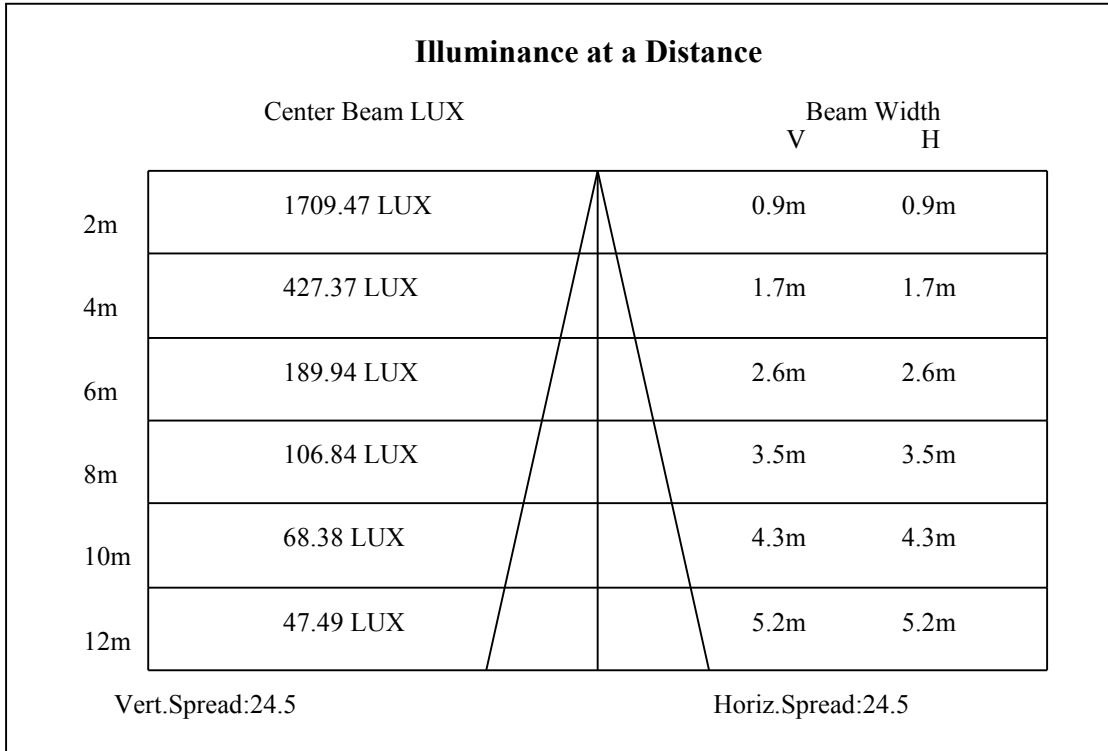 Illuminance at a Distance
Center Beam LUX Beam Width
V H
2m 1709.47 LUX 0.9m 0.9m
4m 427.37 LUX 1.7m 1.7m
6m 189.94 LUX 2.6m 2.6m
8m 106.84 LUX 3.5m 3.5m
10m 68.38 LUX 4.3m 4.3m
12m 47.49 LUX 5.2m 5.2m
Vert.Spread:24.5 Horiz.Spread:24.5